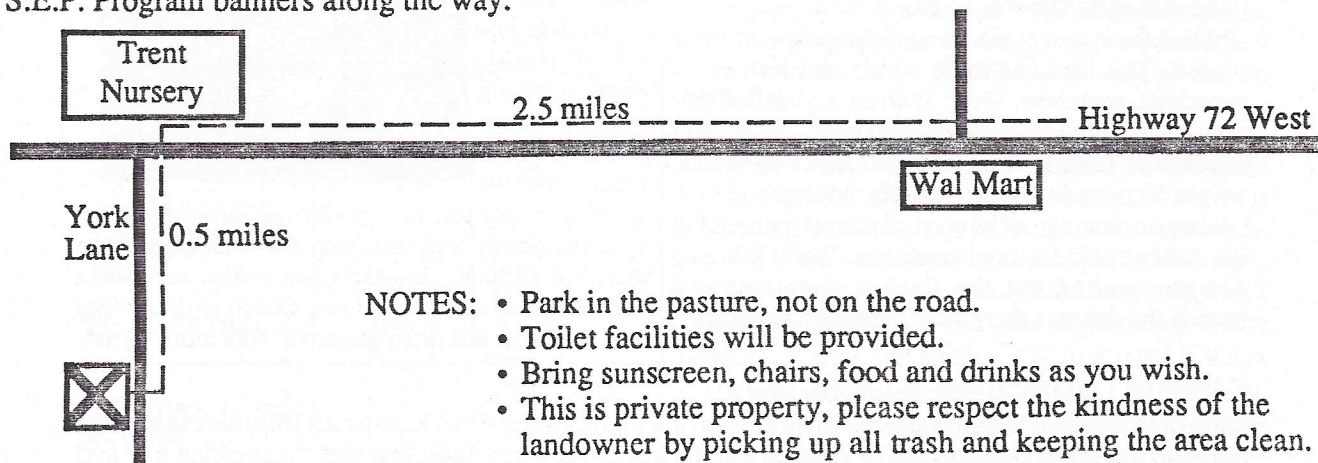 S.E.P. Program banners along the way.
Trent
Nursery
2.5 miles
Highway 72 West
Wal Mart
York
Lane
0.5 miles
NOTES: • Park in the pasture, not on the road.
• Toilet facilities will be provided.
• Bring sunscreen, chairs, food and drinks as you wish.
• This is private property, please respect the kindness of the
landowner by picking up all trash and keeping the area clean.